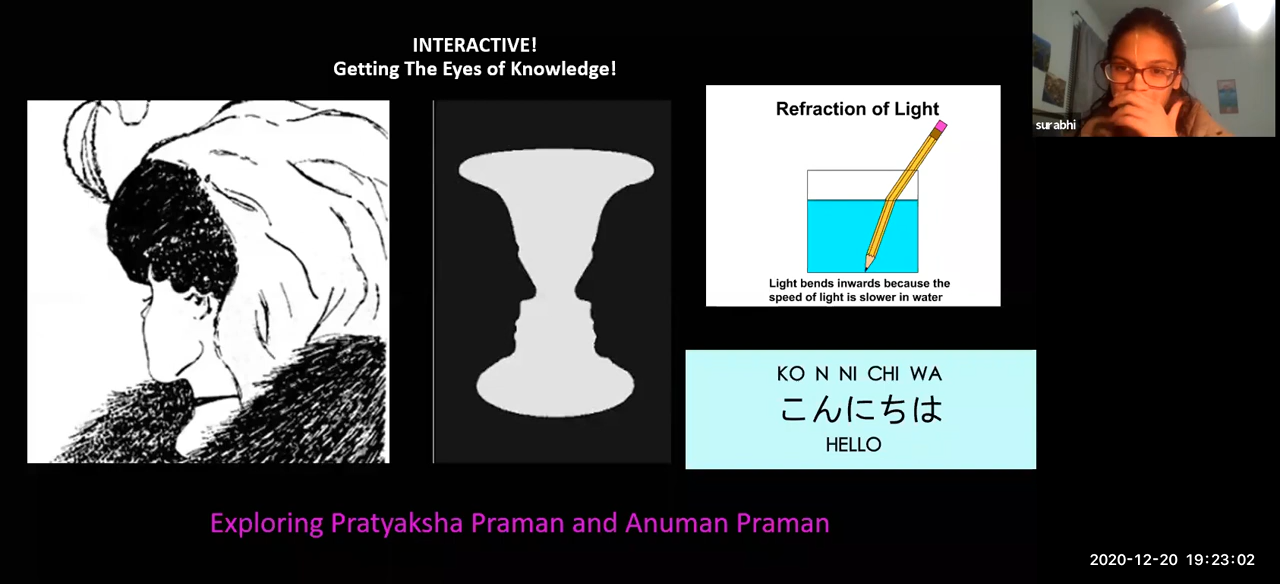 INTERACTIVE!
Getting The Eyes of Knowledge!
surabhi
Refraction of Light
Light bends inwards because the
speed of light is slower in water
KO N NI CHI WA
こんにちは
HELLO
Exploring Pratyaksha Praman and Anuman Praman
2020-12-20 19:23:02